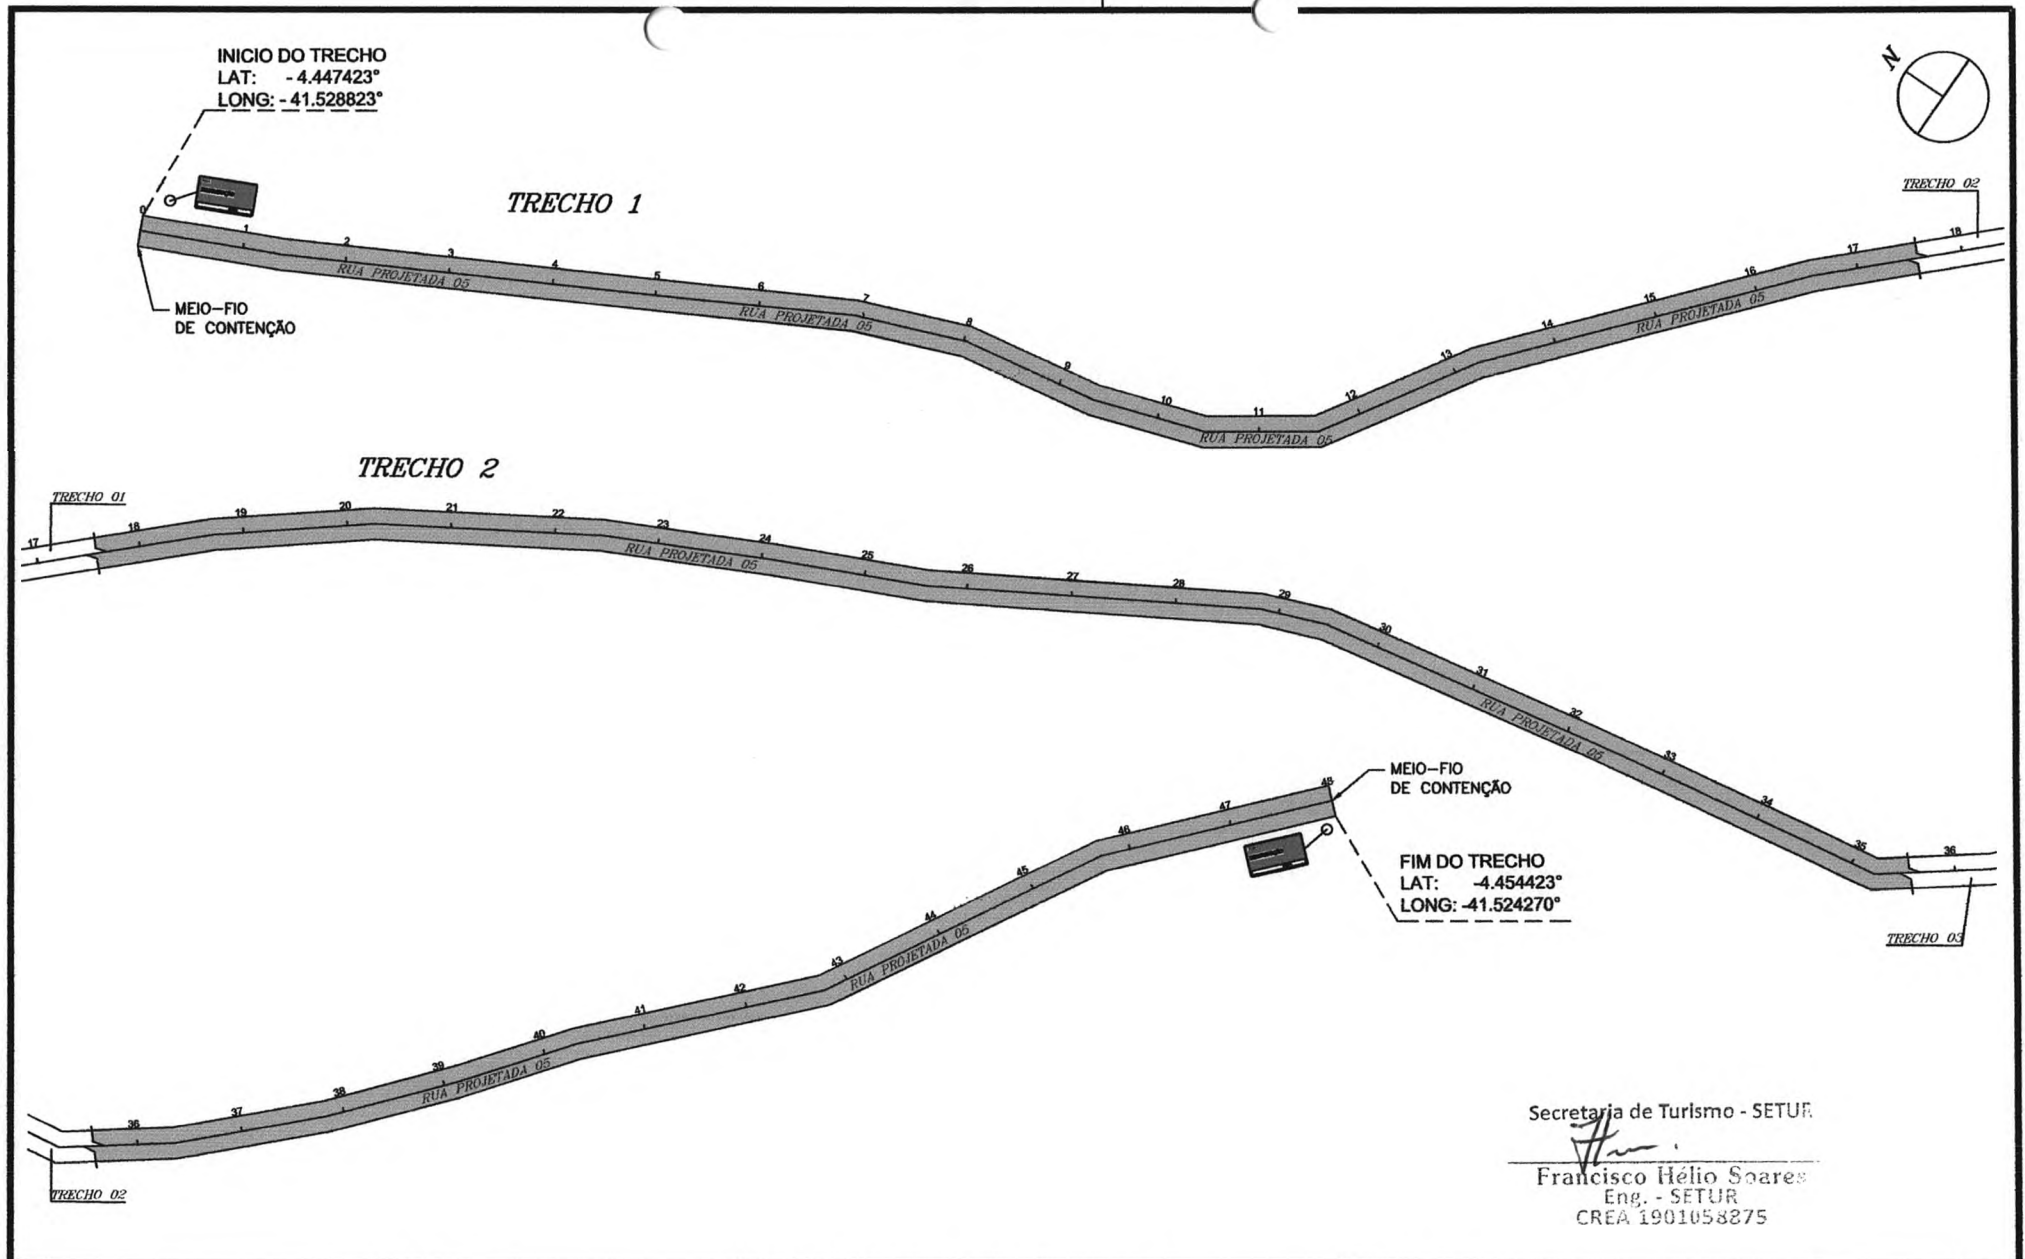 INICIO DO TRECHO
LAT: - 4.447423°
LONG: - 41.528823°
N
TRECHO 1
TRECHO 02
0 1 2 3 4 5 6 7 8 9 10 11 12 13 14 15 16 17 18
RUA PROJETADA 05
RUA PROJETADA 05
RUA PROJETADA 05
RUA PROJETADA 05
MEIO-FIO
DE CONTENÇÃO
TRECHO 2
TRECHO 01
17 18 19 20 21 22 23 24 25 26 27 28 29 30 31 32 33 34 35 36
RUA PROJETADA 05
RUA PROJETADA 05
TRECHO 03
MEIO-FIO
DE CONTENÇÃO
FIM DO TRECHO
LAT: -4.454423°
LONG: -41.524270°
36 37 38 39 40 41 42 43 44 45 46 47 48
RUA PROJETADA 05
RUA PROJETADA 05
TRECHO 02
Secretaria de Turismo - SETUR
Francisco Hélio Soares
Eng. - SETUR
CREA 1901058275